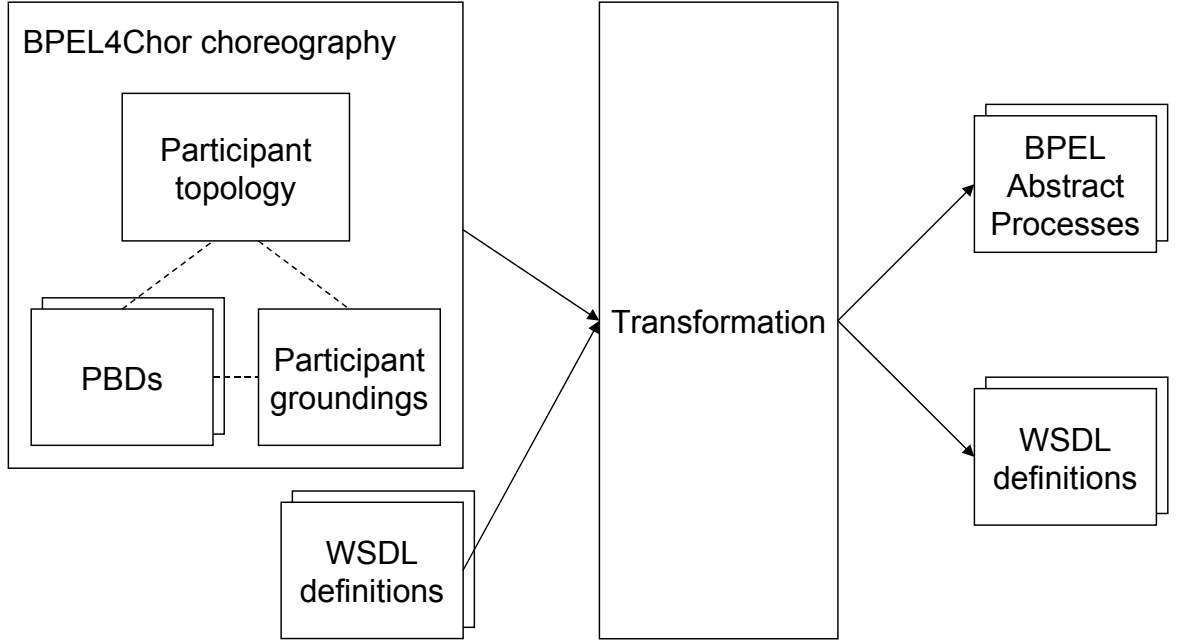 BPEL4Chor choreography
Participant
topology
PBDs
Participant
groundings
WSDL
definitions
Transformation
BPEL
Abstract
Processes
WSDL
definitions